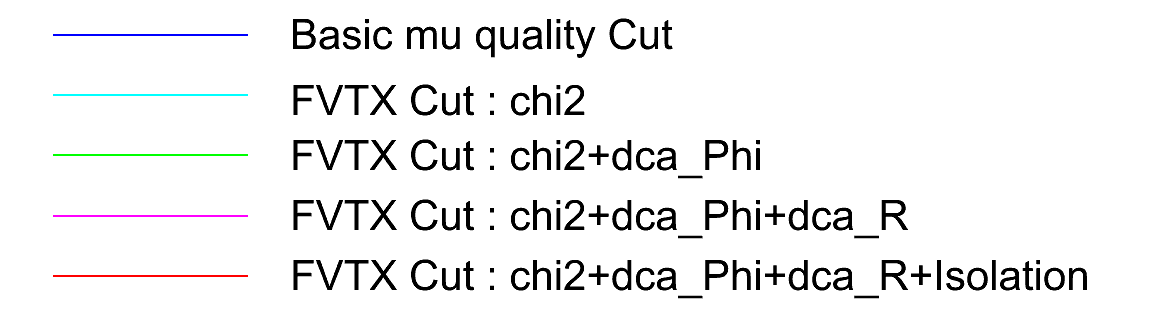 Basic mu quality Cut
FVTX Cut : chi2
FVTX Cut : chi2+dca_Phi
FVTX Cut : chi2+dca_Phi+dca_R
FVTX Cut : chi2+dca_Phi+dca_R+Isolation